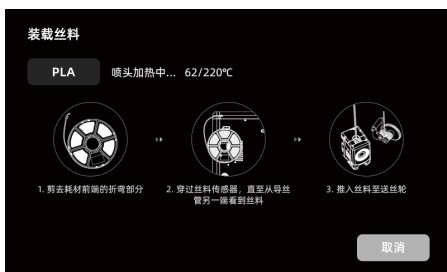 装载丝料
PLA 喷头加热中... 62/220℃
1. 剪去耗材前端的折弯部分
2. 穿过丝料传感器，直至从导丝
管另一端看到丝料
3. 推入丝料至送丝轮
取消